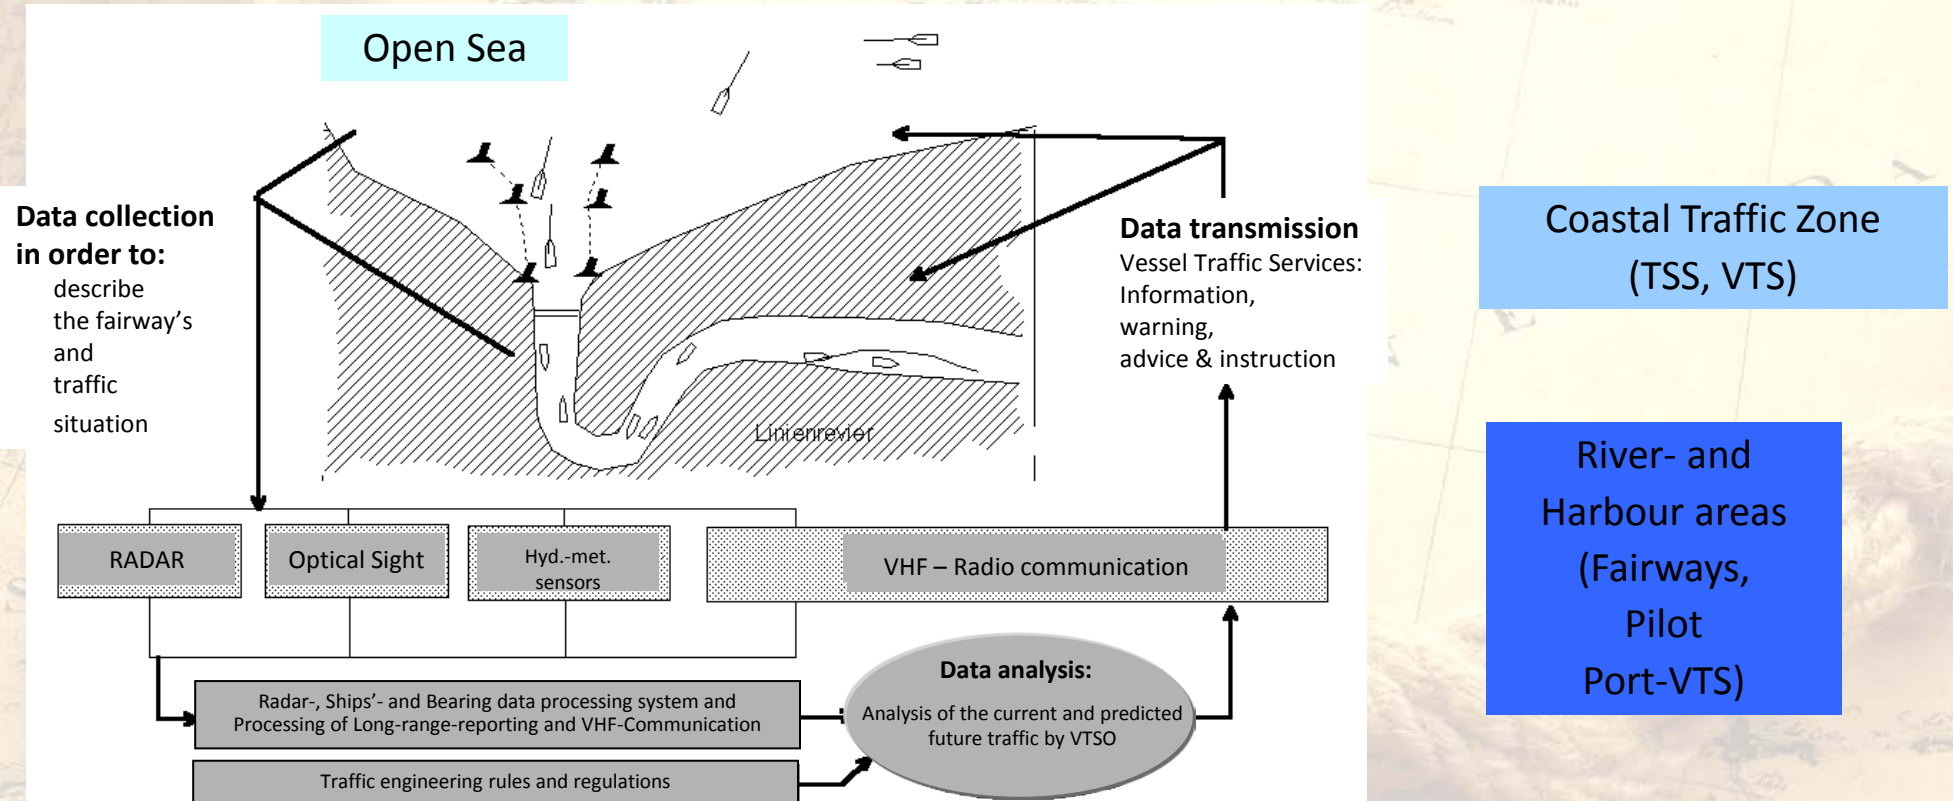 Open Sea
Data collection
in order to:
describe
the fairway's
and
traffic
situation
Data transmission
Vessel Traffic Services:
Information,
warning,
advice & instruction
Linienrevier
Coastal Traffic Zone
(TSS, VTS)
River- and
Harbour areas
(Fairways,
Pilot
Port-VTS)
RADAR
Optical Sight
Hyd.-met.
sensors
VHF – Radio communication
Radar-, Ships'- and Bearing data processing system and
Processing of Long-range-reporting and VHF-Communication
Traffic engineering rules and regulations
Data analysis:
Analysis of the current and predicted
future traffic by VTSO